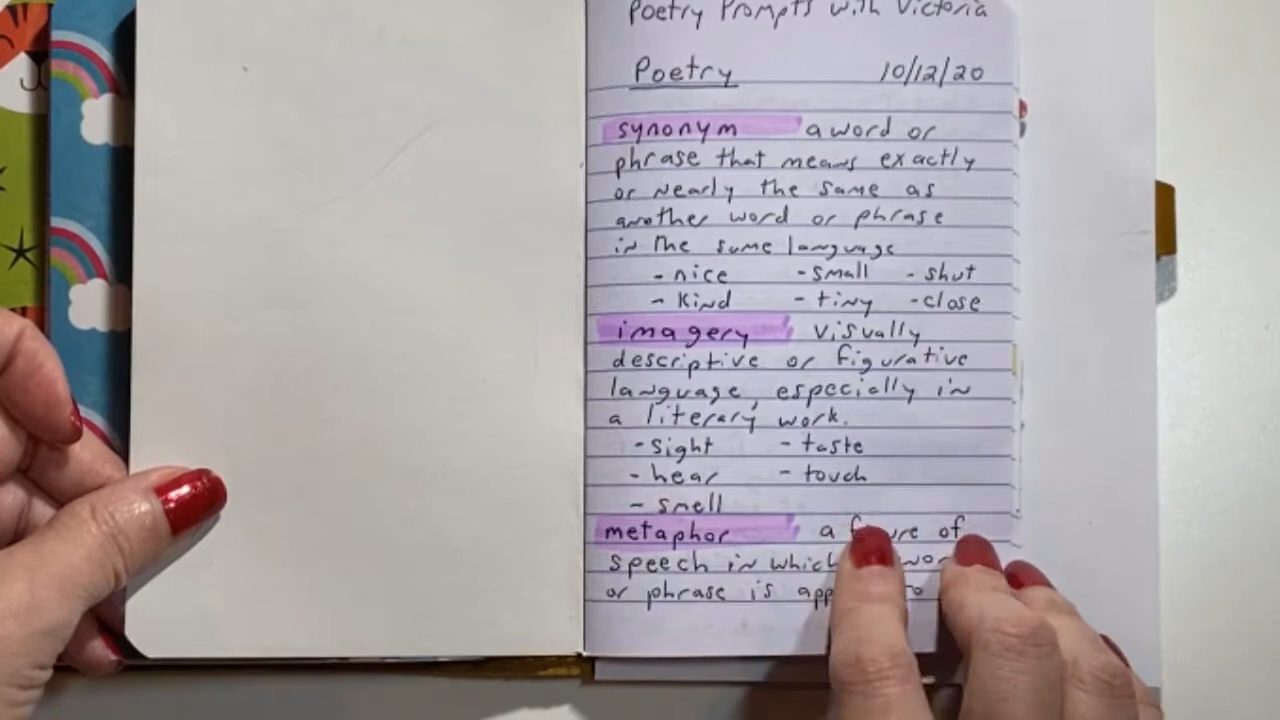 Poetry Prompts with Victoria
Poetry 10/12/20
synonym a word or
phrase that means exactly
or nearly the same as
another word or phrase
in the same language
- nice - small - shut
- kind - tiny - close
imagery visually
descriptive or figurative
language, especially in
a literary work.
- sight - taste
- hear - touch
- smell
metaphor a of
speech in which
or phrase is